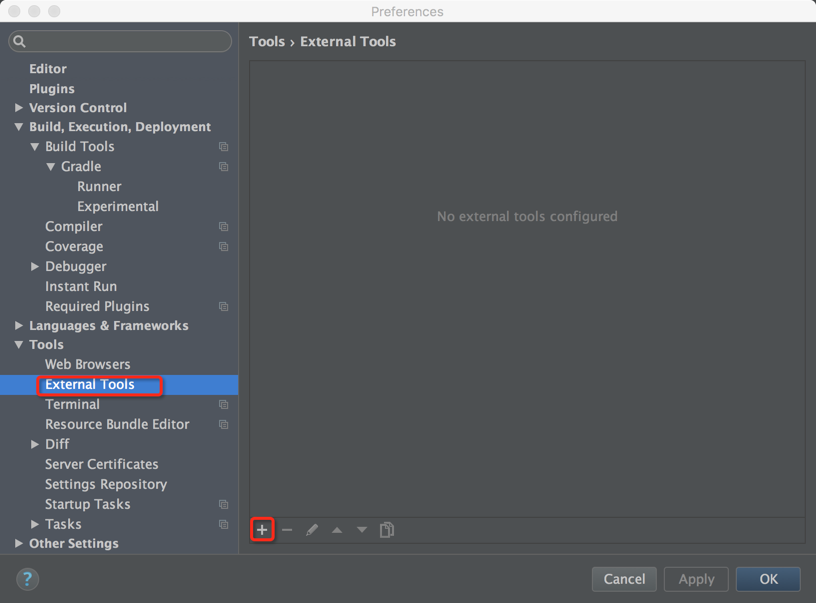 Preferences
Tools › External Tools
Editor
Plugins
Version Control
Build, Execution, Deployment
Build Tools
Gradle
Runner
Experimental
Compiler
Coverage
Debugger
Instant Run
Required Plugins
Languages & Frameworks
Tools
Web Browsers
External Tools
Terminal
Resource Bundle Editor
Diff
Server Certificates
Settings Repository
Startup Tasks
Tasks
Other Settings
No external tools configured
?
Cancel
Apply
OK